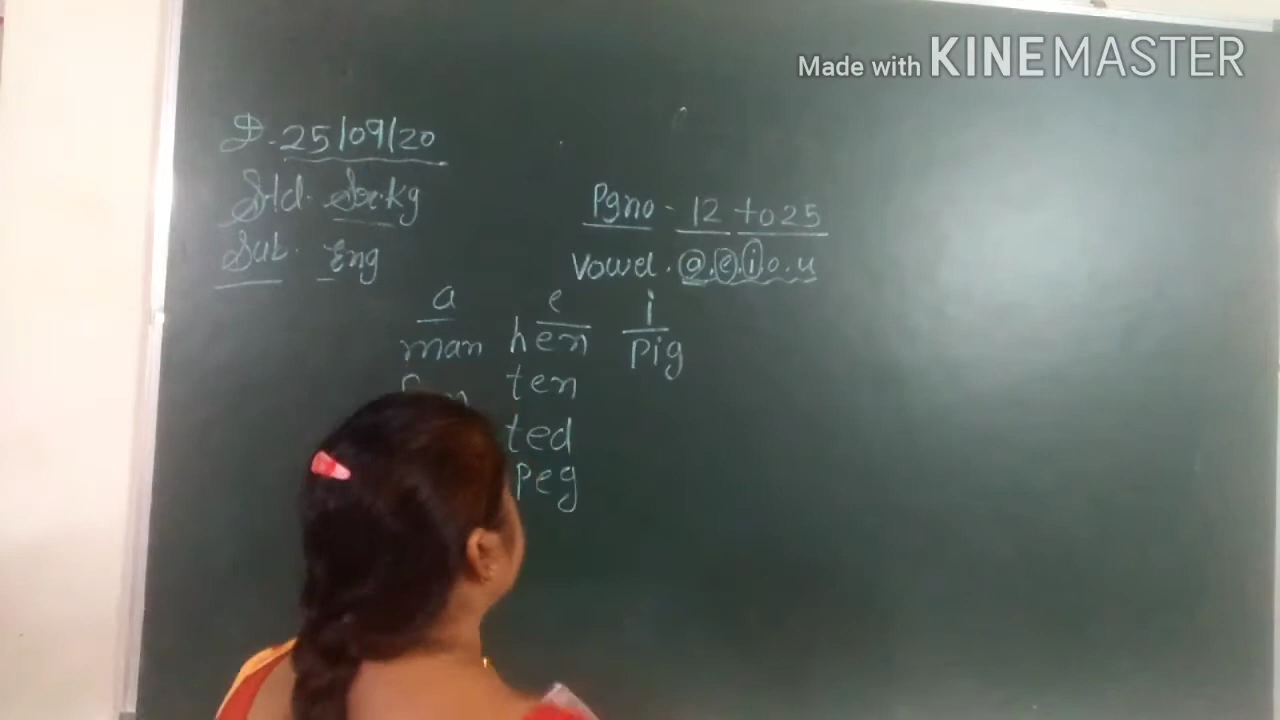 Made with KINEMASTER
D. 25/09/20
Std. Sr.kg
Sub. Eng
Pgno - 12 to 25
Vowel. a.e.i.o.u
a e i
man hen Pig
ten
ted
Peg